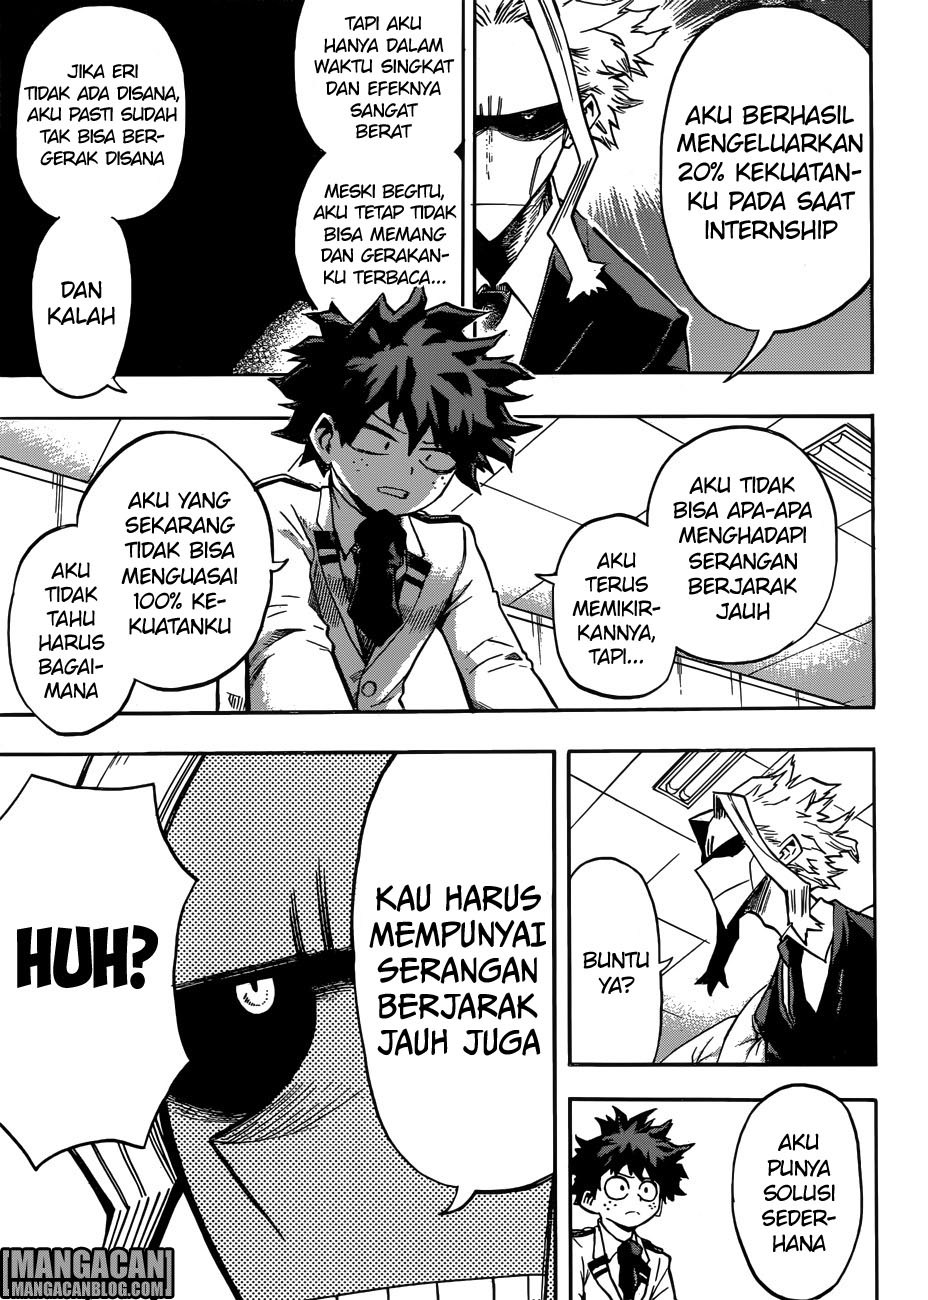 AKU BERHASIL
MENGELUARKAN
20% KEKUATAN-
KU PADA SAAT
INTERNSHIP
TAPI AKU
HANYA DALAM
WAKTU SINGKAT
DAN EFEKNYA
SANGAT
BERAT
MESKI BEGITU,
AKU TETAP TIDAK
BISA MEMANG
DAN GERAKAN-
KU TERBACA...
JIKA ERI
TIDAK ADA DISANA,
AKU PASTI SUDAH
TAK BISA BER-
GERAK DISANA
DAN
KALAH
AKU TIDAK
BISA APA-APA
MENGHADAPI
SERANGAN
BERJARAK
JAUH
AKU
TERUS
MEMIKIR-
KANNYA,
TAPI...
AKU YANG
SEKARANG
TIDAK BISA
MENGUASAI
100% KE-
KUATANKU
AKU
TIDAK
TAHU
HARUS
BAGAI-
MANA
BUNTU
YA?
AKU
PUNYA
SOLUSI
SEDER-
HANA
KAU HARUS
MEMPUNYAI
SERANGAN
BERJARAK
JAUH JUGA
HUH?
[MANGACAN]
MANGACANBLOG.COM